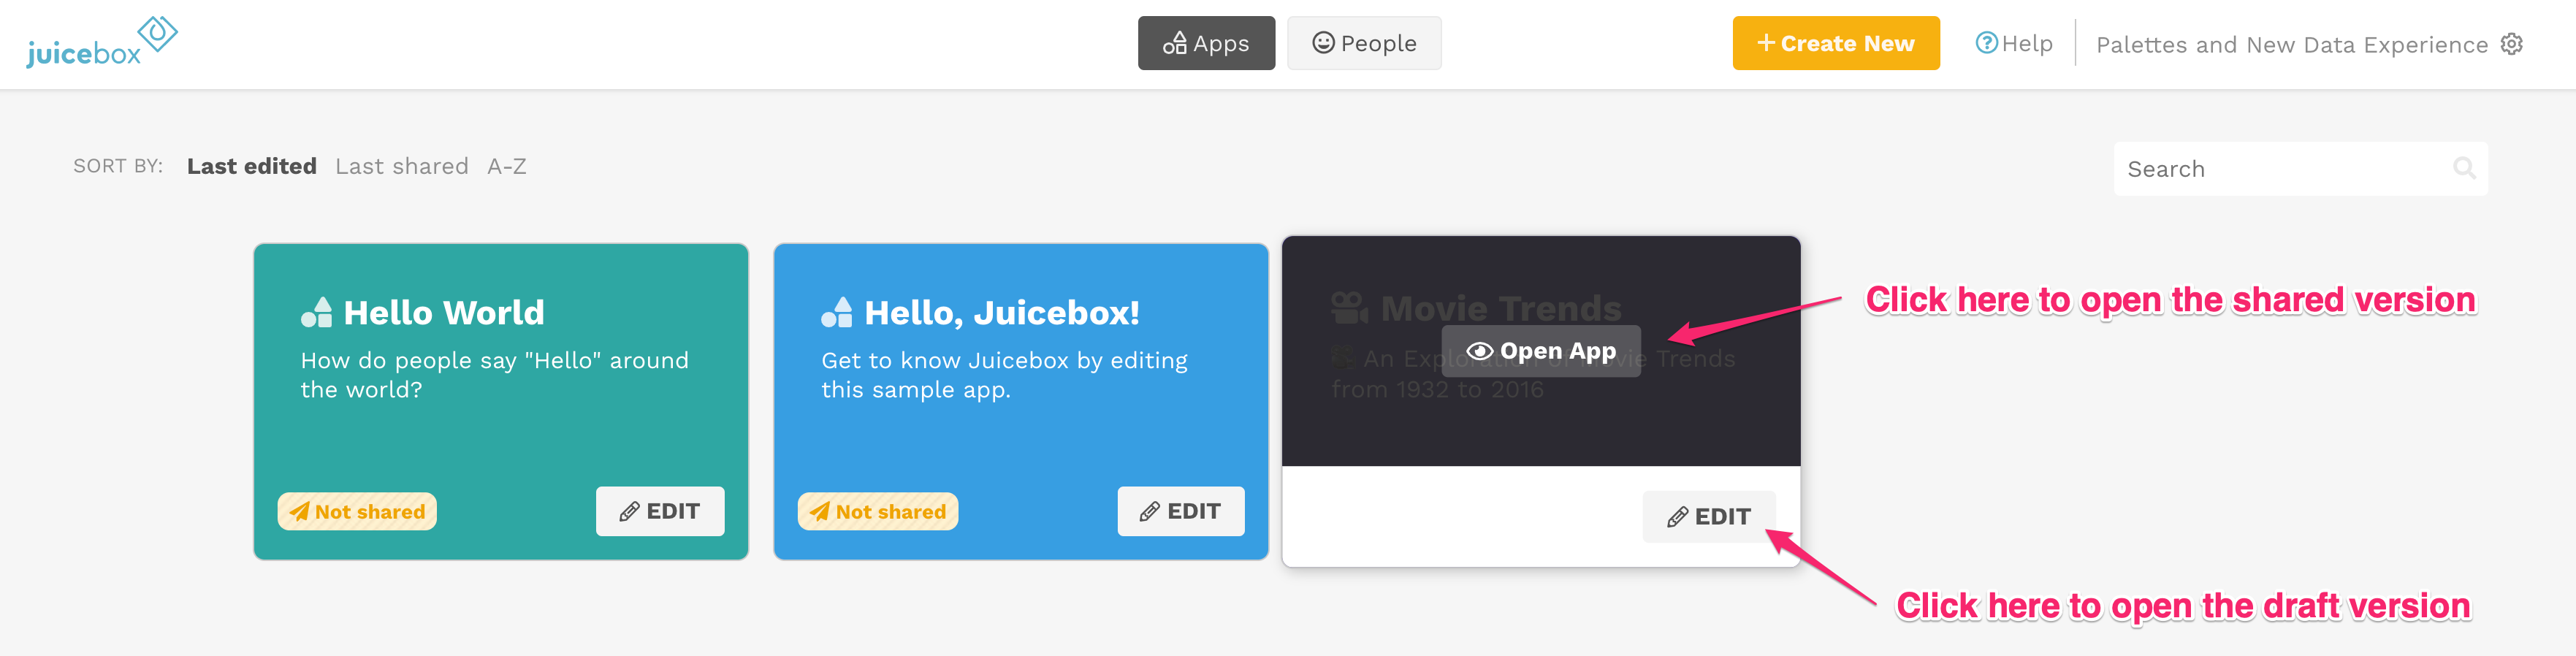 juicebox
Apps
People
+ Create New
Help
Palettes and New Data Experience
SORT BY: Last edited Last shared A-Z
Search
Hello World
How do people say "Hello" around
the world?
Not shared
EDIT
Hello, Juicebox!
Get to know Juicebox by editing
this sample app.
Not shared
EDIT
Movie Trends
An Exploration of Movie Trends
from 1932 to 2016
Open App
EDIT
Click here to open the shared version
Click here to open the draft version